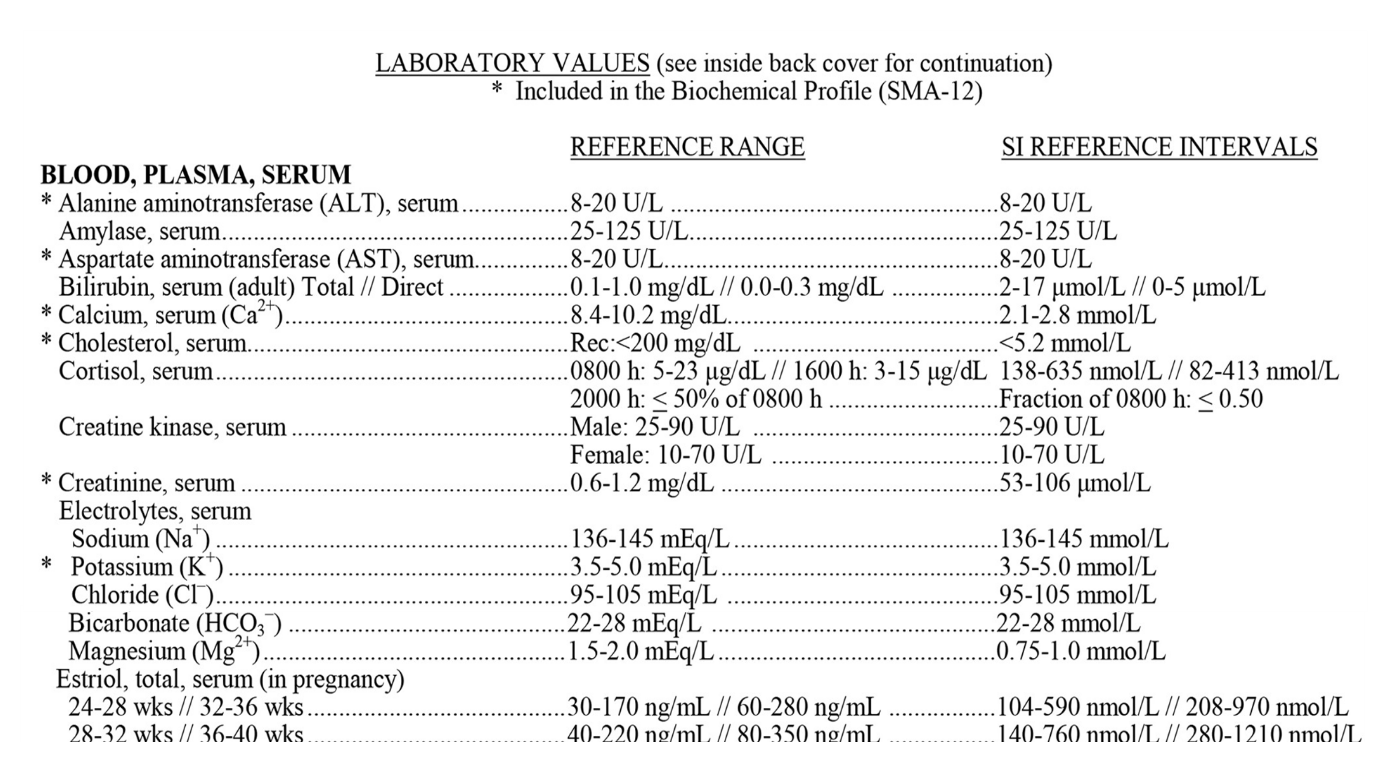 LABORATORY VALUES (see inside back cover for continuation)
* Included in the Biochemical Profile (SMA-12)
REFERENCE RANGE SI REFERENCE INTERVALS
BLOOD, PLASMA, SERUM
* Alanine aminotransferase (ALT), serum................8-20 U/L .................................................8-20 U/L
Amylase, serum.....................................................25-125 U/L..............................................25-125 U/L
* Aspartate aminotransferase (AST), serum..............8-20 U/L..................................................8-20 U/L
Bilirubin, serum (adult) Total // Direct ..................0.1-1.0 mg/dL // 0.0-0.3 mg/dL ................2-17 µmol/L // 0-5 µmol/L
* Calcium, serum (Ca²⁺)...........................................8.4-10.2 mg/dL........................................2.1-2.8 mmol/L
* Cholesterol, serum.................................................Rec:<200 mg/dL .....................................<5.2 mmol/L
Cortisol, serum......................................................0800 h: 5-23 µg/dL // 1600 h: 3-15 µg/dL 138-635 nmol/L // 82-413 nmol/L
2000 h: ≤ 50% of 0800 h .........................Fraction of 0800 h: ≤ 0.50
Creatine kinase, serum ..........................................Male: 25-90 U/L .....................................25-90 U/L
Female: 10-70 U/L ..................................10-70 U/L
* Creatinine, serum .................................................0.6-1.2 mg/dL .........................................53-106 µmol/L
Electrolytes, serum
Sodium (Na⁺) .....................................................136-145 mEq/L.......................................136-145 mmol/L
* Potassium (K⁺) ...................................................3.5-5.0 mEq/L.........................................3.5-5.0 mmol/L
Chloride (Cl⁻).....................................................95-105 mEq/L ........................................95-105 mmol/L
Bicarbonate (HCO₃⁻) ..........................................22-28 mEq/L ..........................................22-28 mmol/L
Magnesium (Mg²⁺).............................................1.5-2.0 mEq/L.........................................0.75-1.0 mmol/L
Estriol, total, serum (in pregnancy)
24-28 wks // 32-36 wks.......................................30-170 ng/mL // 60-280 ng/mL ................104-590 nmol/L // 208-970 nmol/L
28-32 wks // 36-40 wks.......................................40-220 ng/mL // 80-350 ng/mL ................140-760 nmol/L // 280-1210 nmol/L